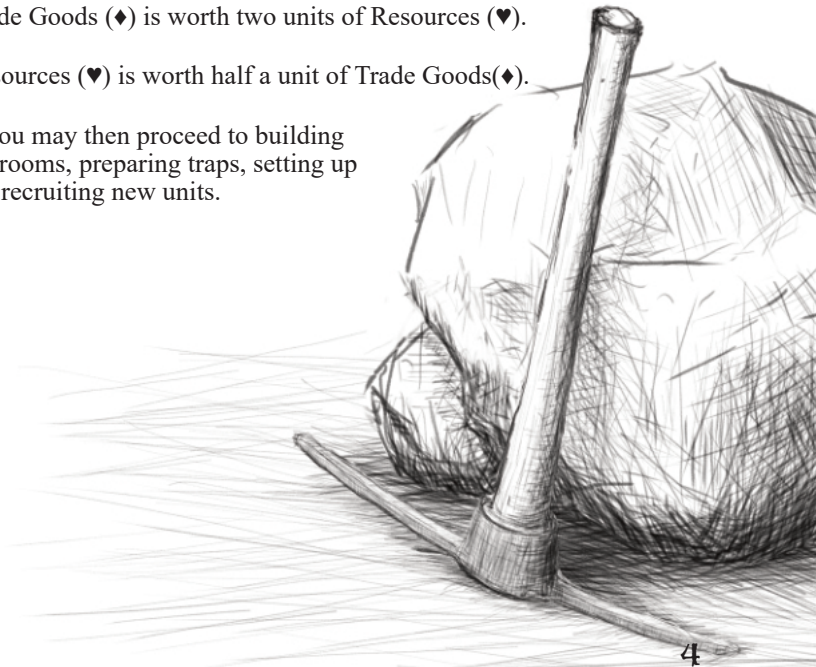 de Goods (♦) is worth two units of Resources (♥).
ources (♥) is worth half a unit of Trade Goods(♦).
ou may then proceed to building
rooms, preparing traps, setting up
recruiting new units.
4